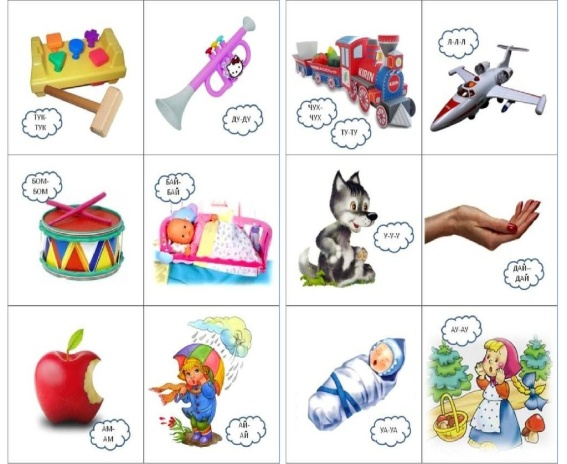 ТУК-
ТУК
ДУ-ДУ
KIRIN
ЧУХ-
ЧУХ
ТУ-ТУ
Л-Л-Л
БОМ-
БОМ
БАЙ-
БАЙ
У-У-У
ДАЙ-
ДАЙ
АМ-
АМ
АЙ-
АЙ
УА-УА
АУ-АУ